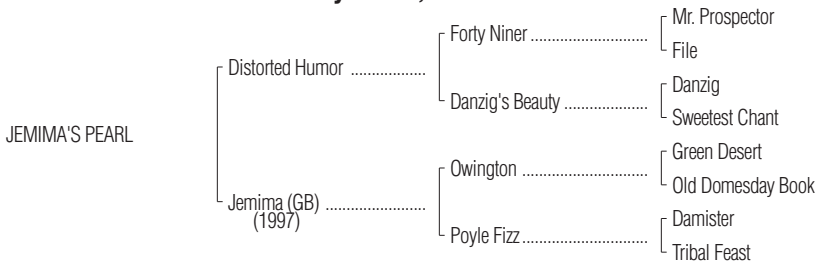 Mr. Prospector
Forty Niner ............................
File
Distorted Humor ..................
Danzig
Danzig's Beauty ....................
Sweetest Chant
JEMIMA'S PEARL
Green Desert
Owington ..............................
Old Domesday Book
Jemima (GB) ........................
(1997)
Damister
Poyle Fizz..............................
Tribal Feast